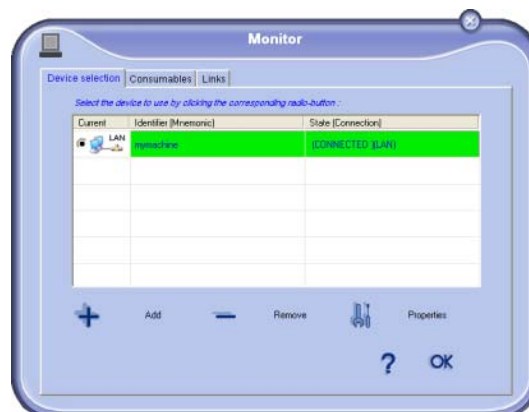 Monitor
Device selection Consumables Links
Select the device to use by clicking the corresponding radio-button :
Current Identifier (Mnemonic) State (Connection)
LAN mymachine (CONNECTED )(LAN)
Add Remove Properties
? OK